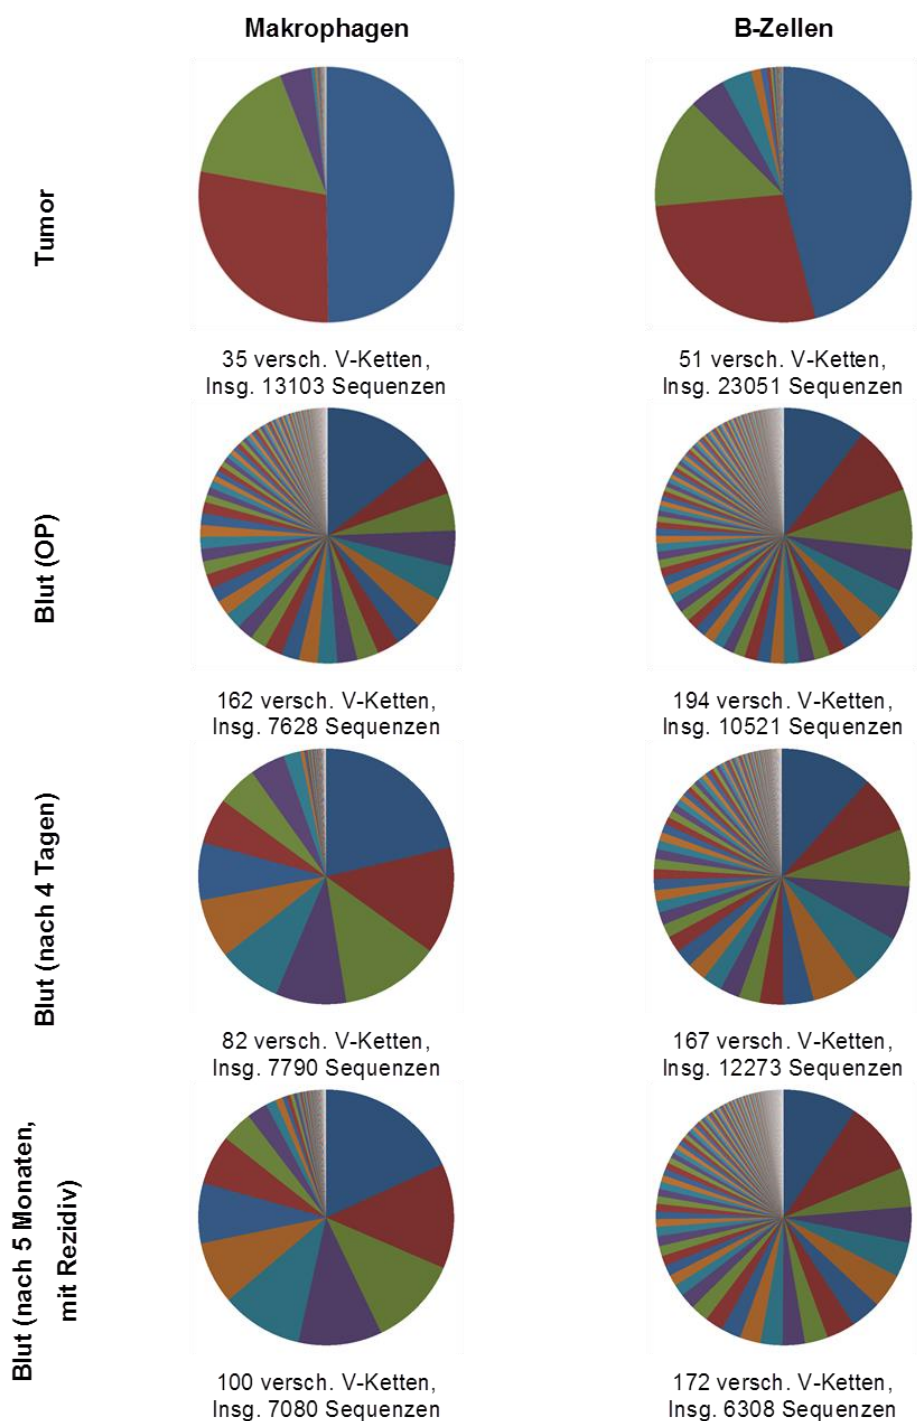 Makrophagen
B-Zellen
Tumor
35 versch. V-Ketten,
Insg. 13103 Sequenzen
51 versch. V-Ketten,
Insg. 23051 Sequenzen
Blut (OP)
162 versch. V-Ketten,
Insg. 7628 Sequenzen
194 versch. V-Ketten,
Insg. 10521 Sequenzen
Blut (nach 4 Tagen)
82 versch. V-Ketten,
Insg. 7790 Sequenzen
167 versch. V-Ketten,
Insg. 12273 Sequenzen
Blut (nach 5 Monaten,
mit Rezidiv)
100 versch. V-Ketten,
Insg. 7080 Sequenzen
172 versch. V-Ketten,
Insg. 6308 Sequenzen